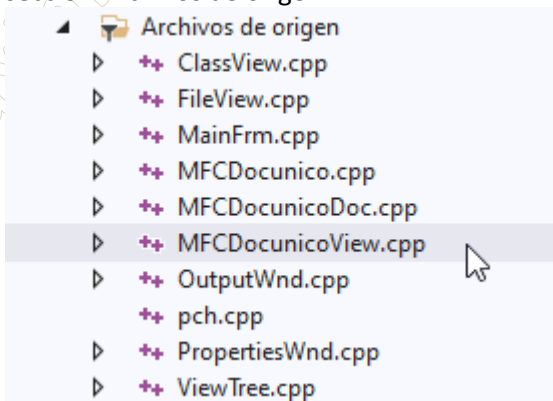 Archivos de origen
ClassView.cpp
FileView.cpp
MainFrm.cpp
MFCDocunico.cpp
MFCDocunicoDoc.cpp
MFCDocunicoView.cpp
OutputWnd.cpp
pch.cpp
PropertiesWnd.cpp
ViewTree.cpp